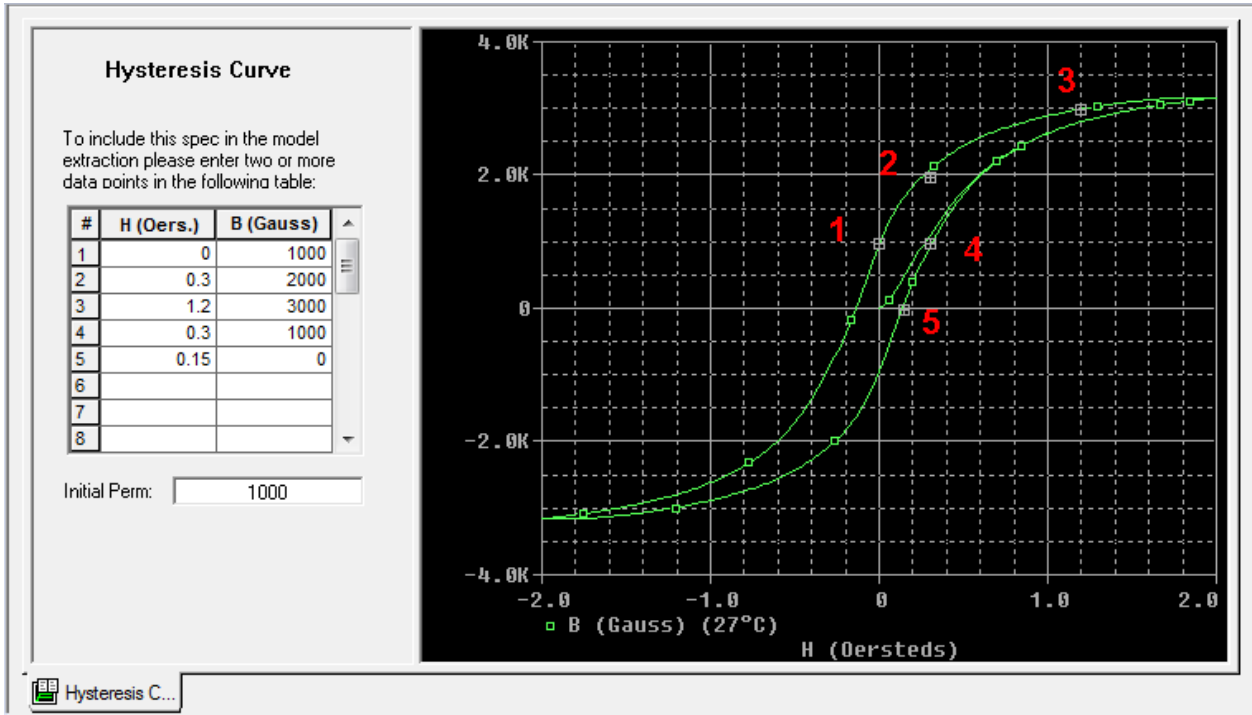 Hysteresis Curve
To include this spec in the model
extraction please enter two or more
data points in the following table:
# H (Oers.) B (Gauss)
1 0 1000
2 0.3 2000
3 1.2 3000
4 0.3 1000
5 0.15 0
6
7
8
Initial Perm: 1000
4.0K
2.0K
0
-2.0K
-4.0K
3
2
1
4
5
-2.0 -1.0 0 1.0 2.0
B (Gauss) (27°C)
H (Oersteds)
Hysteresis C...